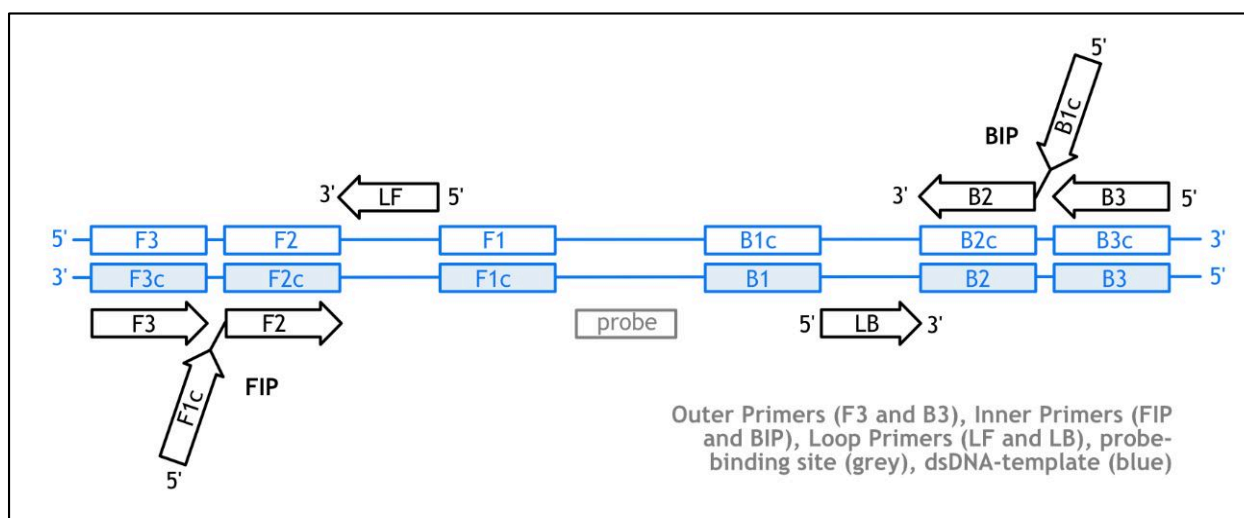 5'
B1c
BIP
3' LF 5'
3' B2 B3 5'
5' F3 F2 F1 B1c B2c B3c 3'
3' F3c F2c F1c B1 B2 B3 5'
F3 F2 probe 5' LB 3'
F1c
FIP
5'
Outer Primers (F3 and B3), Inner Primers (FIP
and BIP), Loop Primers (LF and LB), probe-
binding site (grey), dsDNA-template (blue)